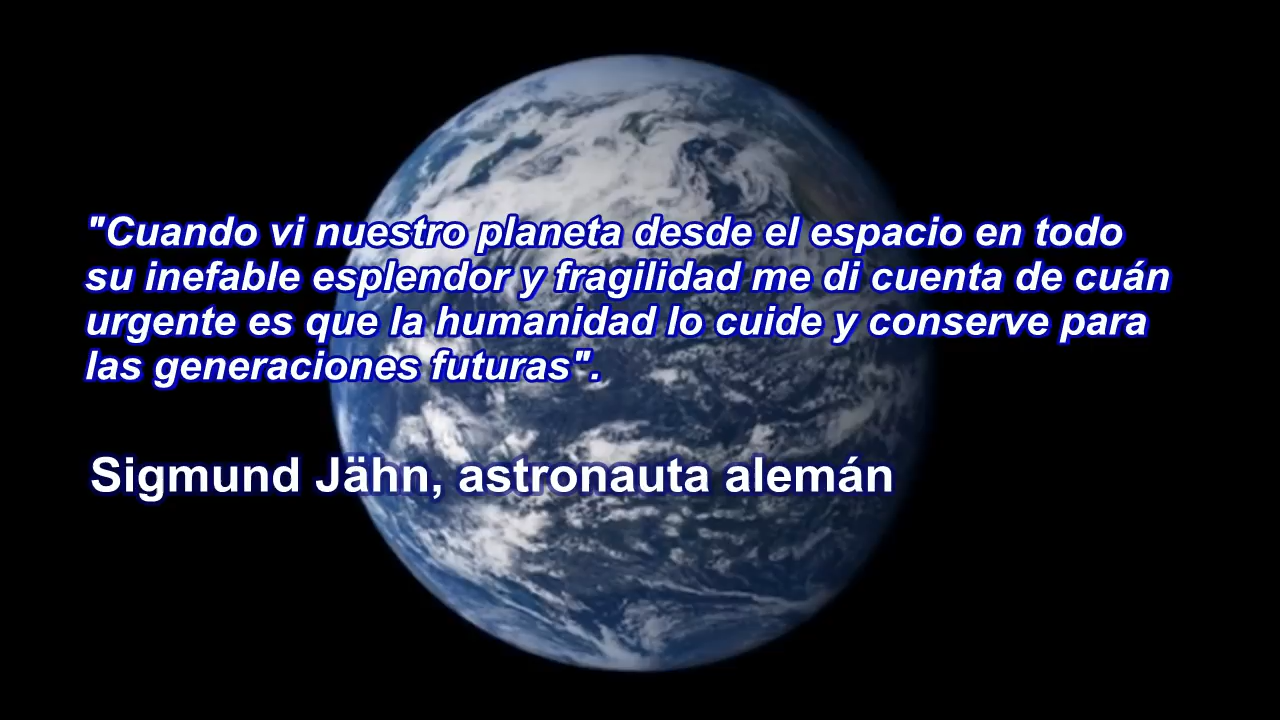 "Cuando vi nuestro planeta desde el espacio en todo
su inefable esplendor y fragilidad me di cuenta de cuán
urgente es que la humanidad lo cuide y conserve para
las generaciones futuras".
Sigmund Jähn, astronauta alemán